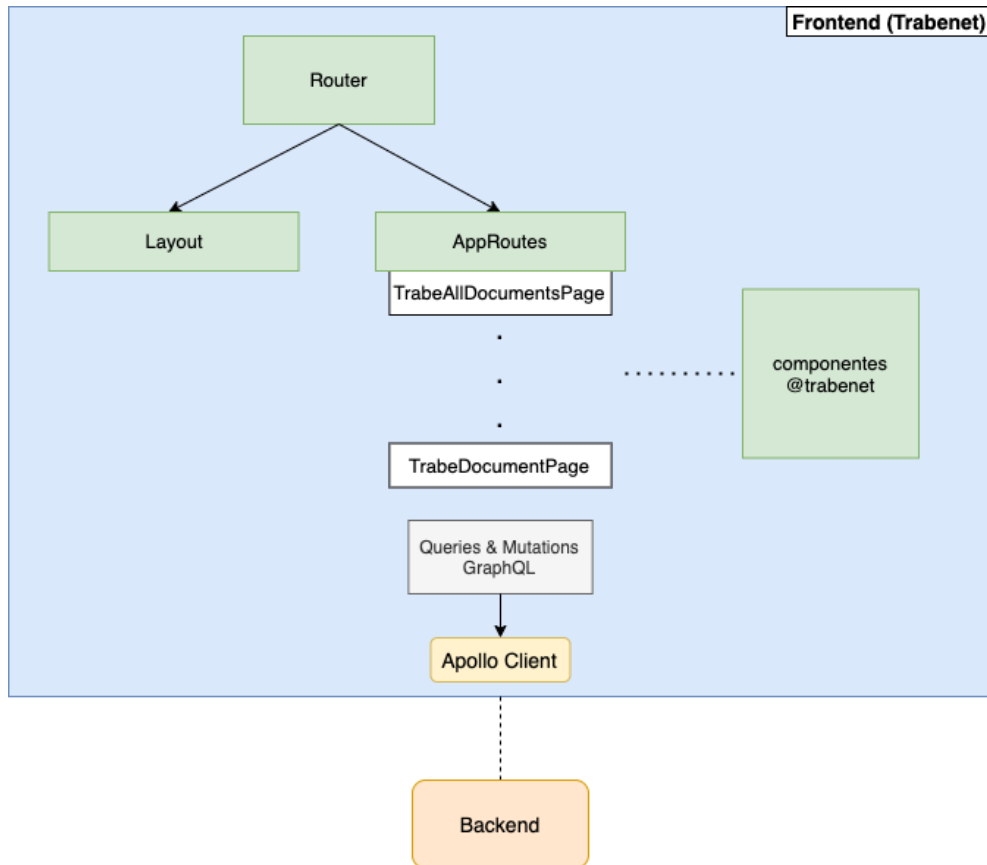 Frontend (Trabenet)
Router
Layout
AppRoutes
TrabeAllDocumentsPage
componentes
@trabenet
TrabeDocumentPage
Queries & Mutations
GraphQL
Apollo Client
Backend